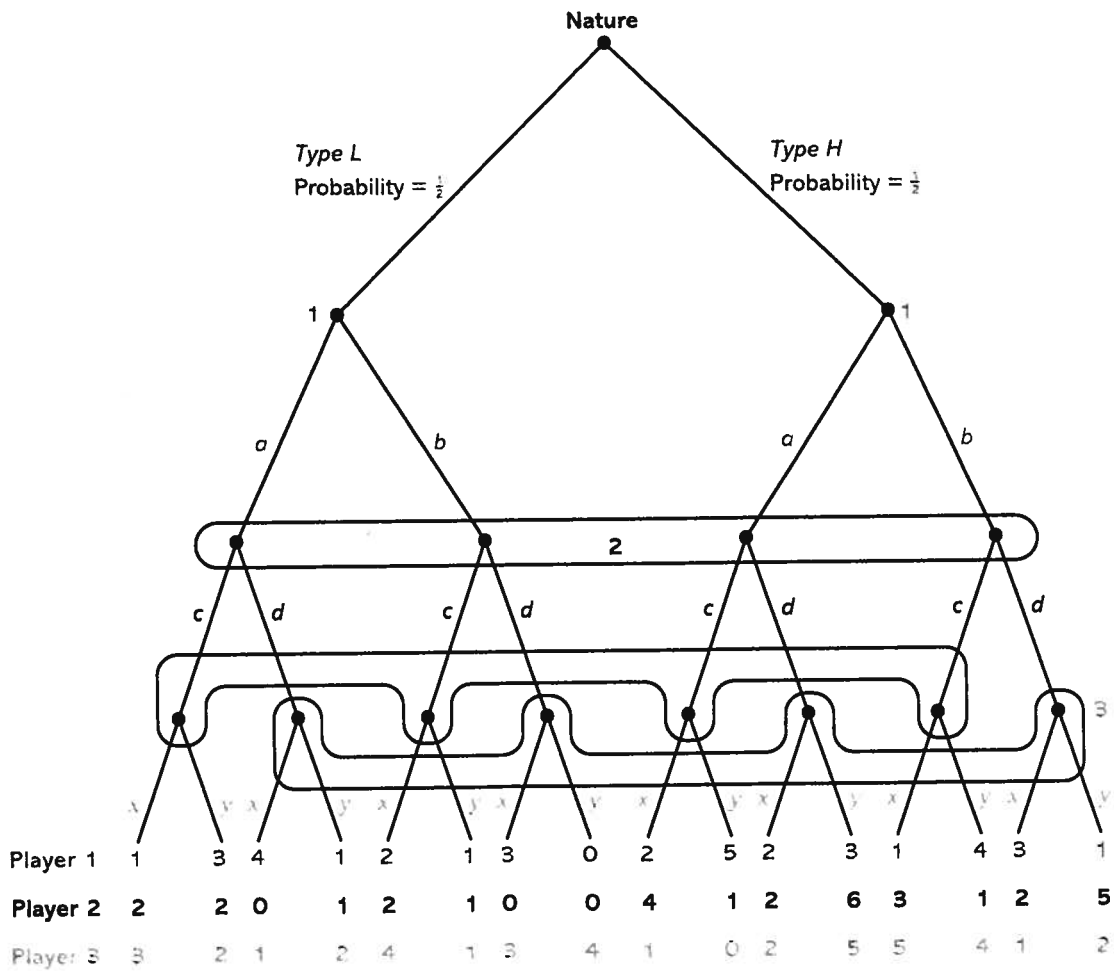 Nature
Type L
Probability = 1/2
Type H
Probability = 1/2
1
1
a
b
a
b
2
c
d
c
d
c
d
c
d
3
x y x y x y x y x y x y x y x y
Player 1 1 3 4 1 2 1 3 0 2 5 2 3 1 4 3 1
Player 2 2 2 0 1 2 1 0 0 4 1 2 6 3 1 2 5
Player 3 3 2 1 2 4 1 3 4 1 0 2 5 5 4 1 2